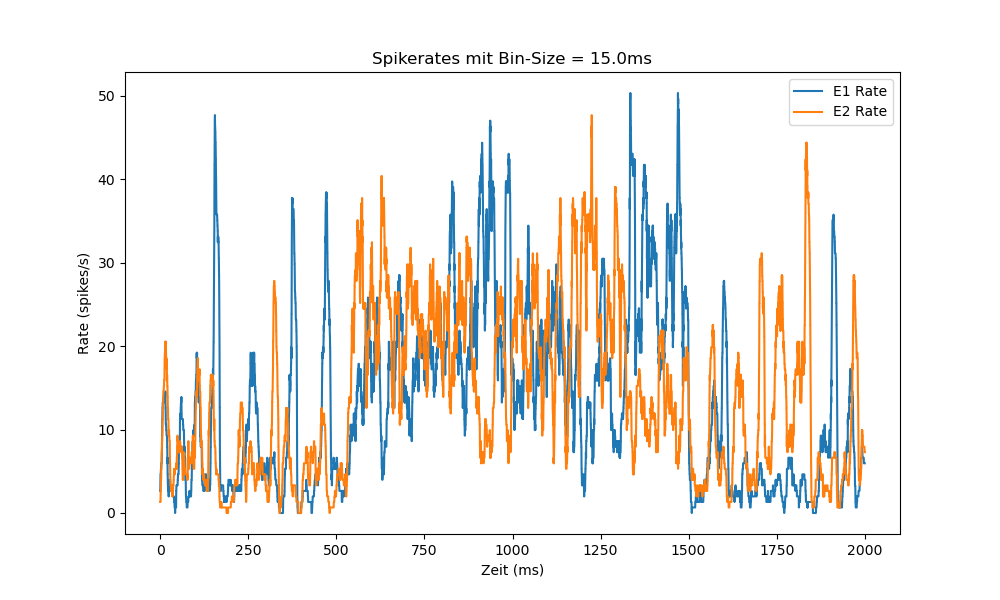 Spikerates mit Bin-Size = 15.0ms
E1 Rate
E2 Rate
Rate (spikes/s)
50
40
30
20
10
0
0 250 500 750 1000 1250 1500 1750 2000
Zeit (ms)